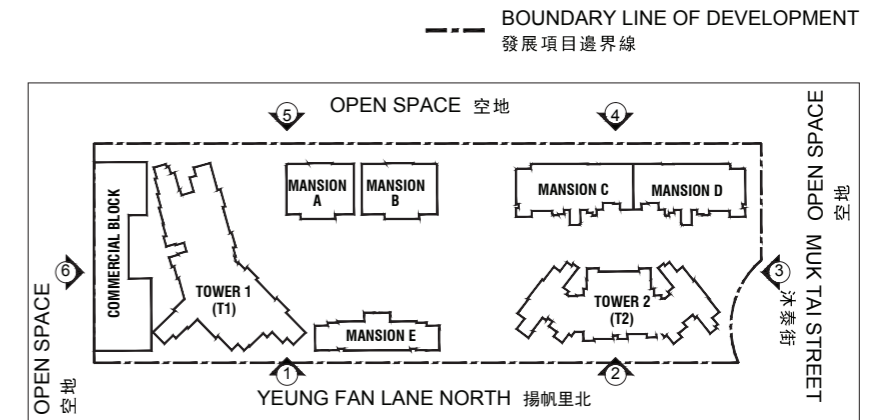 BOUNDARY LINE OF DEVELOPMENT
發展項目邊界線
5 OPEN SPACE 空地 4
COMMERCIAL BLOCK
TOWER 1
(T1)
MANSION
A
MANSION
B
MANSION C
MANSION D
MANSION E
TOWER 2
(T2)
6
3
OPEN SPACE
空地
MUK TAI STREET
沐泰街
OPEN SPACE
空地
1
2
YEUNG FAN LANE NORTH 揚帆里北